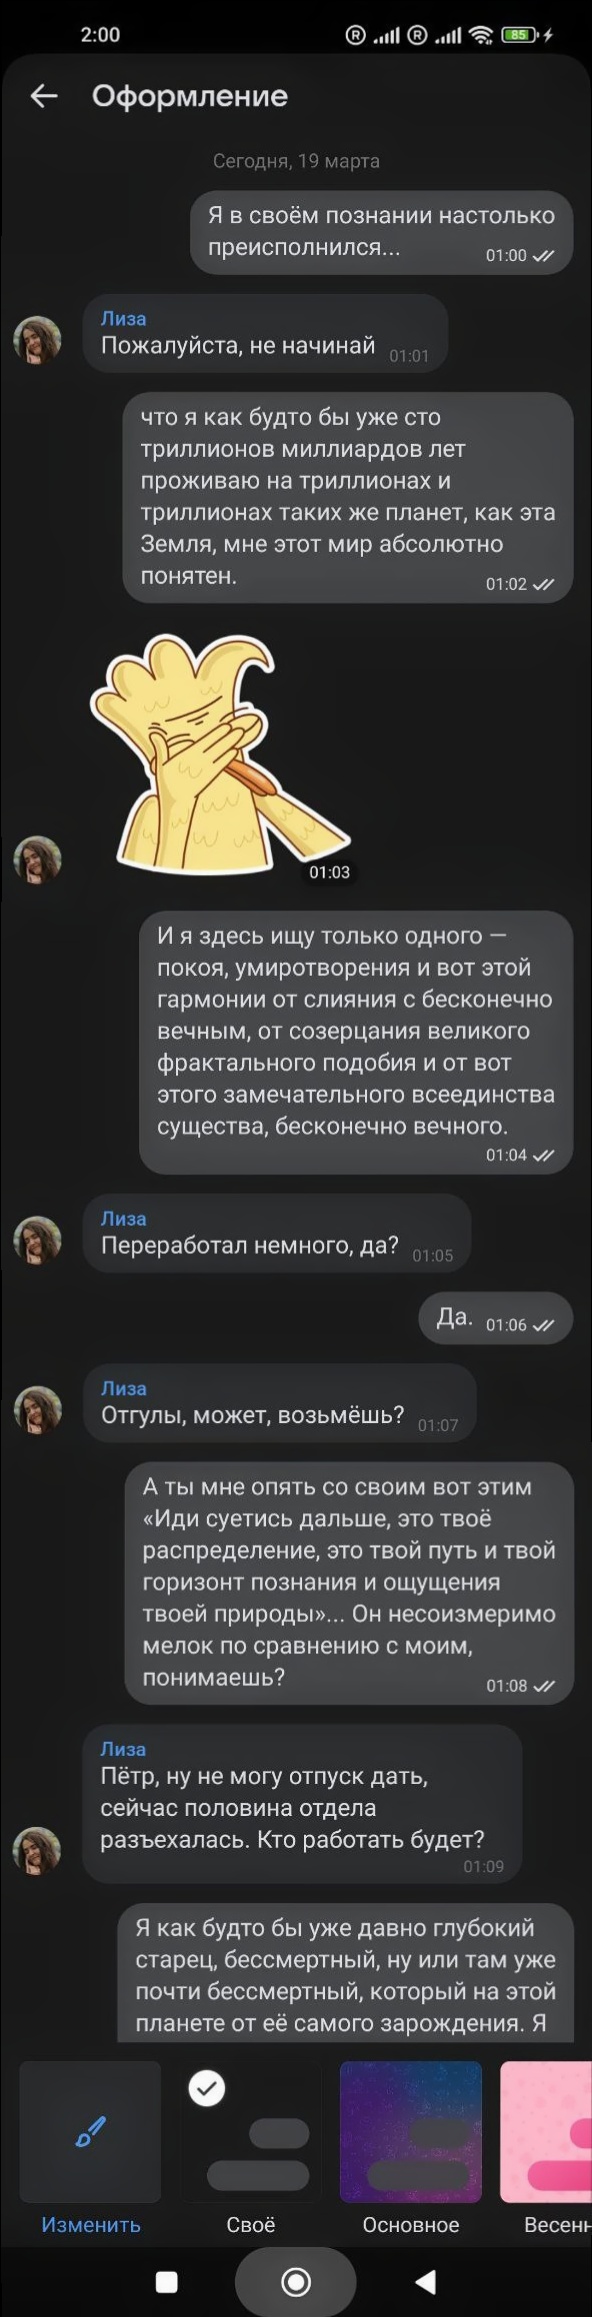 2:00
85
Оформление
Сегодня, 19 марта
Я в своём познании настолько
преисполнился...
01:00
Лиза
Пожалуйста, не начинай
01:01
что я как будто бы уже сто
триллионов миллиардов лет
проживаю на триллионах и
триллионах таких же планет, как эта
Земля, мне этот мир абсолютно
понятен.
01:02
01:03
И я здесь ищу только одного —
покоя, умиротворения и вот этой
гармонии от слияния с бесконечно
вечным, от созерцания великого
фрактального подобия и от вот
этого замечательного всеединства
существа, бесконечно вечного.
01:04
Лиза
Переработал немного, да?
01:05
Да.
01:06
Лиза
Отгулы, может, возьмёшь?
01:07
А ты мне опять со своим вот этим
«Иди суетись дальше, это твоё
распределение, это твой путь и твой
горизонт познания и ощущения
твоей природы»... Он несоизмеримо
мелок по сравнению с моим,
понимаешь?
01:08
Лиза
Пётр, ну не могу отпуск дать,
сейчас половина отдела
разъехалась. Кто работать будет?
01:09
Я как будто бы уже давно глубокий
старец, бессмертный, ну или там уже
почти бессмертный, который на этой
планете от её самого зарождения. Я
Изменить
Своё
Основное
Весенн